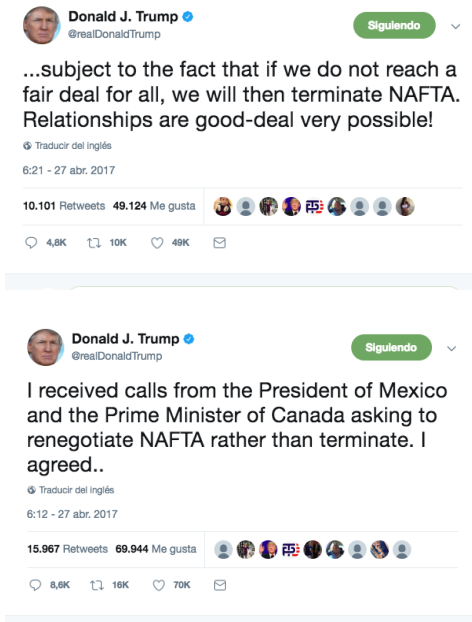 Donald J. Trump
@realDonaldTrump
Siguiendo
...subject to the fact that if we do not reach a
fair deal for all, we will then terminate NAFTA.
Relationships are good-deal very possible!
Traducir del inglés
6:21 - 27 abr. 2017
10.101 Retweets 49.124 Me gusta
4,8K 10K 49K
Donald J. Trump
@realDonaldTrump
Siguiendo
I received calls from the President of Mexico
and the Prime Minister of Canada asking to
renegotiate NAFTA rather than terminate. I
agreed..
Traducir del inglés
6:12 - 27 abr. 2017
15.967 Retweets 69.944 Me gusta
8,6K 16K 70K